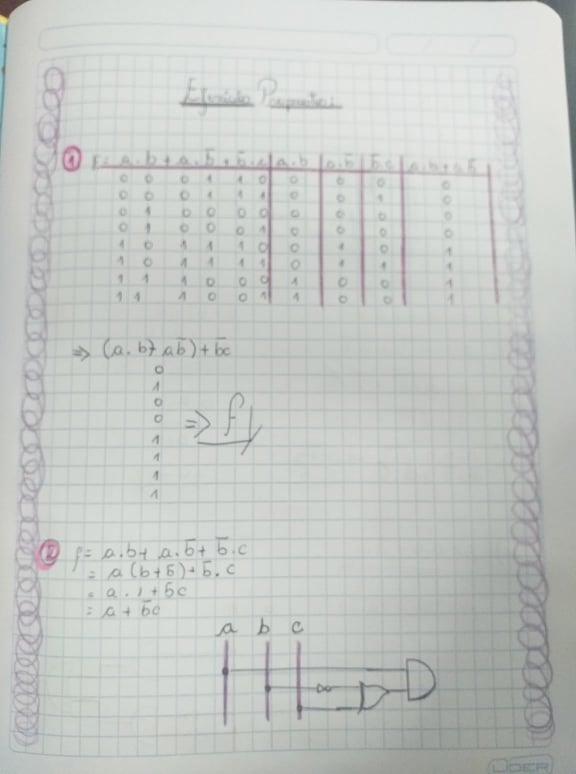 Ejercicios Propuestos
1 f= a.b + a.b̅ + b̅.c | a.b | a.b̅ | b̅.c | a.b+a.b̅
0 0 0 1 1 0 0 0 0 0
0 0 0 1 1 1 0 0 1 0
0 1 0 0 0 0 0 0 0 0
0 1 0 0 0 1 0 0 0 0
1 0 1 1 1 0 0 1 0 1
1 0 1 1 1 1 0 1 1 1
1 1 1 0 0 0 1 0 0 1
1 1 1 0 0 1 1 0 0 1
⇒ (a.b+ab̅)+b̅c
0
1
0
0
1
1
1
1
⇒ f
2 f= a.b+ a.b̅+ b̅.c
= a(b+b̅)+b̅.c
= a.1+b̅c
= a+b̅c
a b c
LIDER